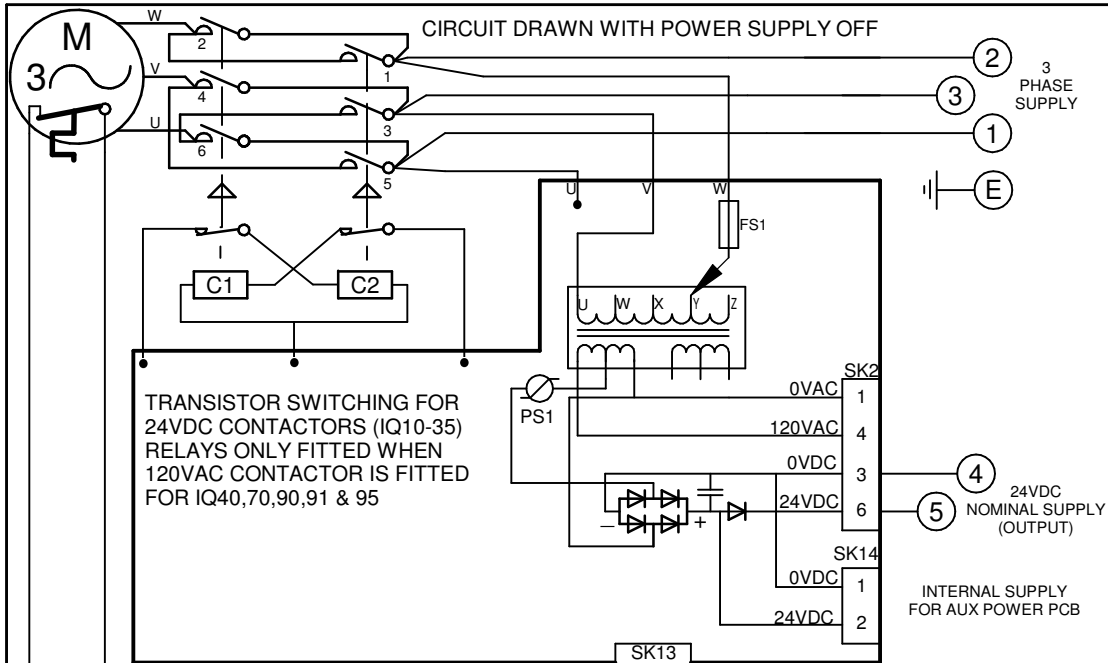 CIRCUIT DRAWN WITH POWER SUPPLY OFF
M
3
W
V
U
2
4
6
1
3
5
2
3
1
E
3
PHASE
SUPPLY
U
V
W
FS1
C1
C2
U
W
X
Y
Z
PS1
TRANSISTOR SWITCHING FOR
24VDC CONTACTORS (IQ10-35)
RELAYS ONLY FITTED WHEN
120VAC CONTACTOR IS FITTED
FOR IQ40,70,90,91 & 95
SK2
0VAC
1
120VAC
4
0VDC
3
24VDC
6
4
5
24VDC
NOMINAL SUPPLY
(OUTPUT)
– +
SK14
0VDC
1
24VDC
2
INTERNAL SUPPLY
FOR AUX POWER PCB
SK13